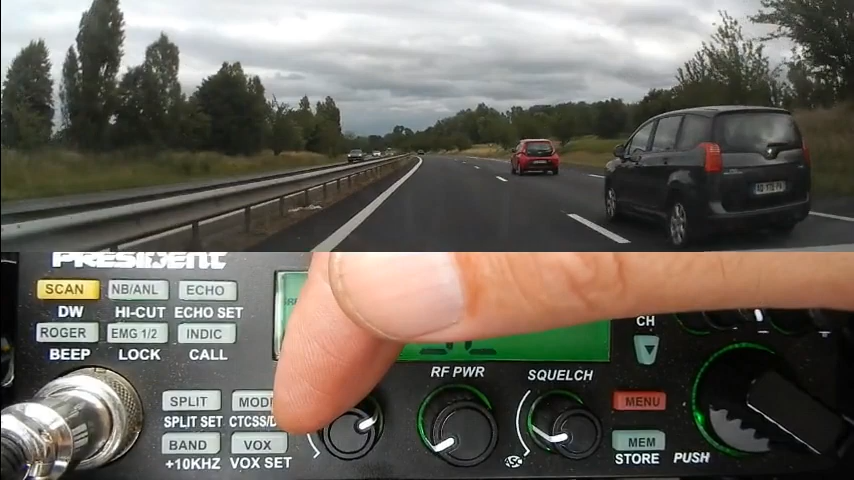 PRESIDENT
SCAN NB/ANL ECHO
DW HI-CUT ECHO SET
ROGER EMG 1/2 INDIC
BEEP LOCK CALL
CH
RF PWR SQUELCH
SPLIT
SPLIT SET
MENU
BAND VOX
+10KHZ VOX SET
ASC
MEM
STORE PUSH